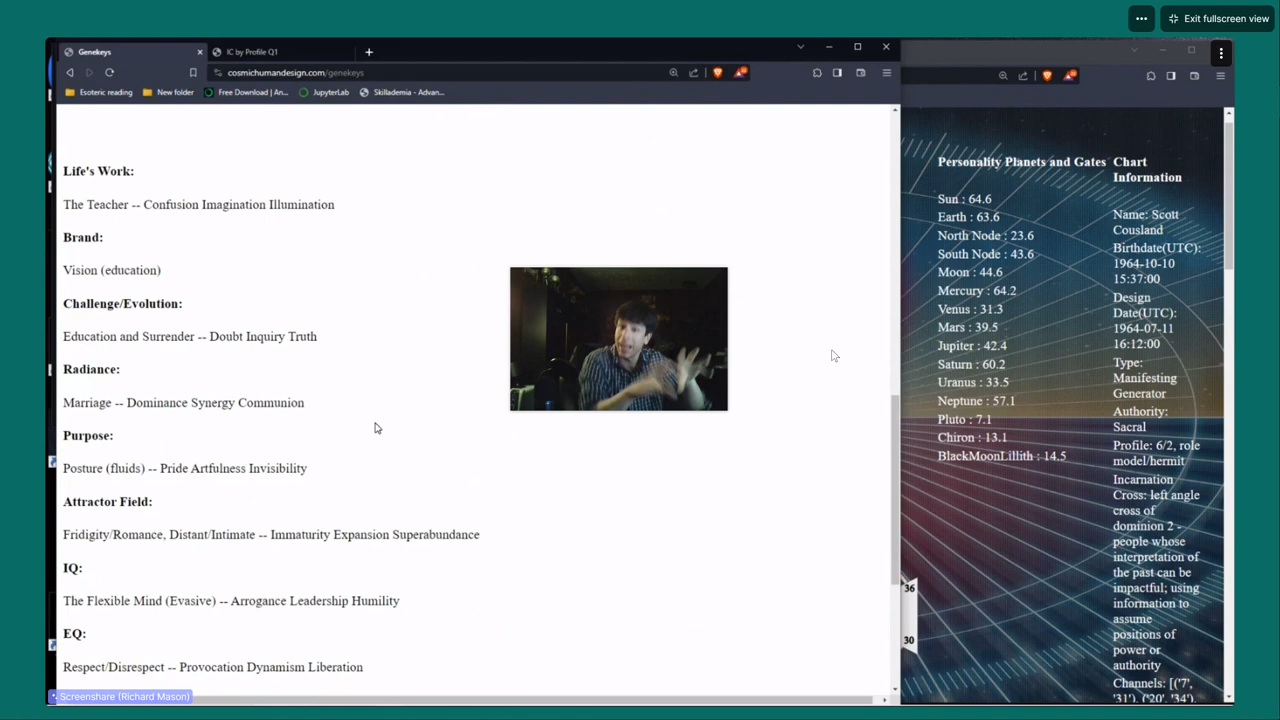 Exit fullscreen view
Genekeys
IC by Profile Q1
cosmichumandesign.com/genekeys
Esoteric reading
New folder
Free Download | An...
JupyterLab
Skillademia - Advan...
Life's Work:
The Teacher -- Confusion Imagination Illumination
Brand:
Vision (education)
Challenge/Evolution:
Education and Surrender -- Doubt Inquiry Truth
Radiance:
Marriage -- Dominance Synergy Communion
Purpose:
Posture (fluids) -- Pride Artfulness Invisibility
Attractor Field:
Fridigity/Romance, Distant/Intimate -- Immaturity Expansion Superabundance
IQ:
The Flexible Mind (Evasive) -- Arrogance Leadership Humility
EQ:
Respect/Disrespect -- Provocation Dynamism Liberation
Screenshare (Richard Mason)
Personality Planets and Gates
Sun : 64.6
Earth : 63.6
North Node : 23.6
South Node : 43.6
Moon : 44.6
Mercury : 64.2
Venus : 31.3
Mars : 39.5
Jupiter : 42.4
Saturn : 60.2
Uranus : 33.5
Neptune : 57.1
Pluto : 7.1
Chiron : 13.1
BlackMoonLillith : 14.5
36
30
Chart
Information
Name: Scott
Cousland
Birthdate(UTC):
1964-10-10
15:37:00
Design
Date(UTC):
1964-07-11
16:12:00
Type:
Manifesting
Generator
Authority:
Sacral
Profile: 6/2, role
model/hermit
Incarnation
Cross: left angle
cross of
dominion 2 -
people whose
interpretation of
the past can be
impactful; using
information to
assume
positions of
power or
authority
Channels: [('7',
'31'), ('20', '34'),